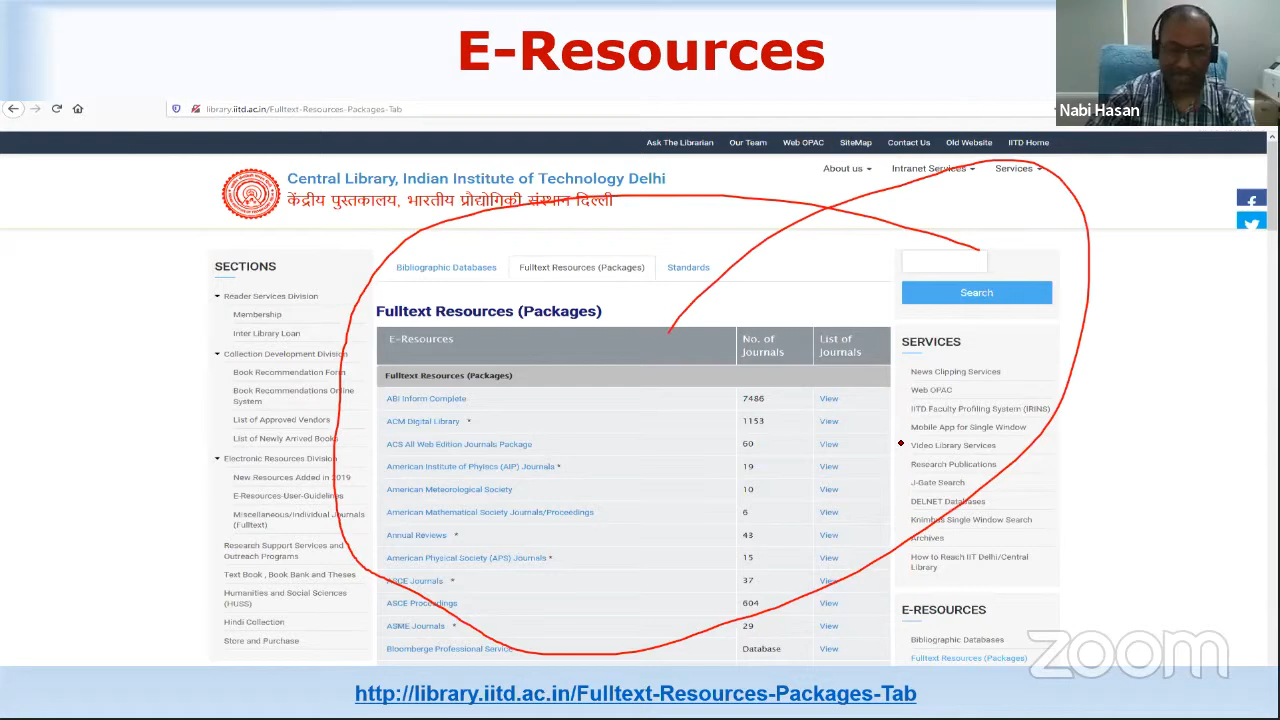 E-Resources
Nabi Hasan
library.iitd.ac.in/Fulltext-Resources-Packages-Tab
Ask The Librarian Our Team Web OPAC SiteMap Contact Us Old Website IITD Home
About us Intranet Services Services
Central Library, Indian Institute of Technology Delhi
केंद्रीय पुस्तकालय, भारतीय प्रौद्योगिकी संस्थान दिल्ली
SECTIONS
Reader Services Division
Membership
Inter Library Loan
Collection Development Division
Book Recommendation Form
Book Recommendations Online
System
List of Approved Vendors
List of Newly Arrived Books
Electronic Resources Division
New Resources Added in 2019
E-Resources-User-Guidelines
Miscellaneous/Individual Journals
(Fulltext)
Research Support Services and
Outreach Programs
Text Book , Book Bank and Theses
Humanities and Social Sciences
(HUSS)
Hindi Collection
Store and Purchase
Bibliographic Databases Fulltext Resources (Packages) Standards
Fulltext Resources (Packages)
E-Resources No. of Journals List of Journals
Fulltext Resources (Packages)
ABI Inform Complete 7486 View
ACM Digital Library * 1153 View
ACS All Web Edition Journals Package 60 View
American Institute of Phyiscs (AIP) Journals * 19 View
American Meteorological Society 10 View
American Mathematical Society Journals/Proceedings 6 View
Annual Reviews * 43 View
American Physical Society (APS) Journals * 15 View
ASCE Journals * 37 View
ASCE Proceedings 604 View
ASME Journals * 29 View
Bloomberge Professional Service Database View
Search
SERVICES
News Clipping Services
Web OPAC
IITD Faculty Profiling System (IRINS)
Mobile App for Single Window
Video Library Services
Research Publications
J-Gate Search
DELNET Databases
Knimbus Single Window Search
Archives
How to Reach IIT Delhi/Central
Library
E-RESOURCES
Bibliographic Databases
Fulltext Resources (Packages)
zoom
http://library.iitd.ac.in/Fulltext-Resources-Packages-Tab